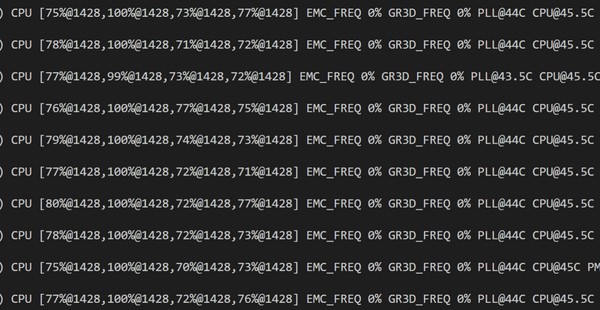 ) CPU [75%@1428,100%@1428,73%@1428,77%@1428] EMC_FREQ 0% GR3D_FREQ 0% PLL@44C CPU@45.5C
) CPU [78%@1428,100%@1428,71%@1428,72%@1428] EMC_FREQ 0% GR3D_FREQ 0% PLL@44C CPU@45.5C
) CPU [77%@1428,99%@1428,73%@1428,72%@1428] EMC_FREQ 0% GR3D_FREQ 0% PLL@43.5C CPU@45.5C
) CPU [76%@1428,100%@1428,77%@1428,75%@1428] EMC_FREQ 0% GR3D_FREQ 0% PLL@44C CPU@45.5C
) CPU [79%@1428,100%@1428,74%@1428,73%@1428] EMC_FREQ 0% GR3D_FREQ 0% PLL@44C CPU@45.5C
) CPU [77%@1428,100%@1428,72%@1428,71%@1428] EMC_FREQ 0% GR3D_FREQ 0% PLL@44C CPU@45.5C
) CPU [80%@1428,100%@1428,72%@1428,77%@1428] EMC_FREQ 0% GR3D_FREQ 0% PLL@44C CPU@45.5C
) CPU [78%@1428,100%@1428,72%@1428,73%@1428] EMC_FREQ 0% GR3D_FREQ 0% PLL@44C CPU@45.5C
) CPU [75%@1428,100%@1428,70%@1428,73%@1428] EMC_FREQ 0% GR3D_FREQ 0% PLL@44C CPU@45C PM
) CPU [77%@1428,100%@1428,72%@1428,76%@1428] EMC_FREQ 0% GR3D_FREQ 0% PLL@44C CPU@45.5C